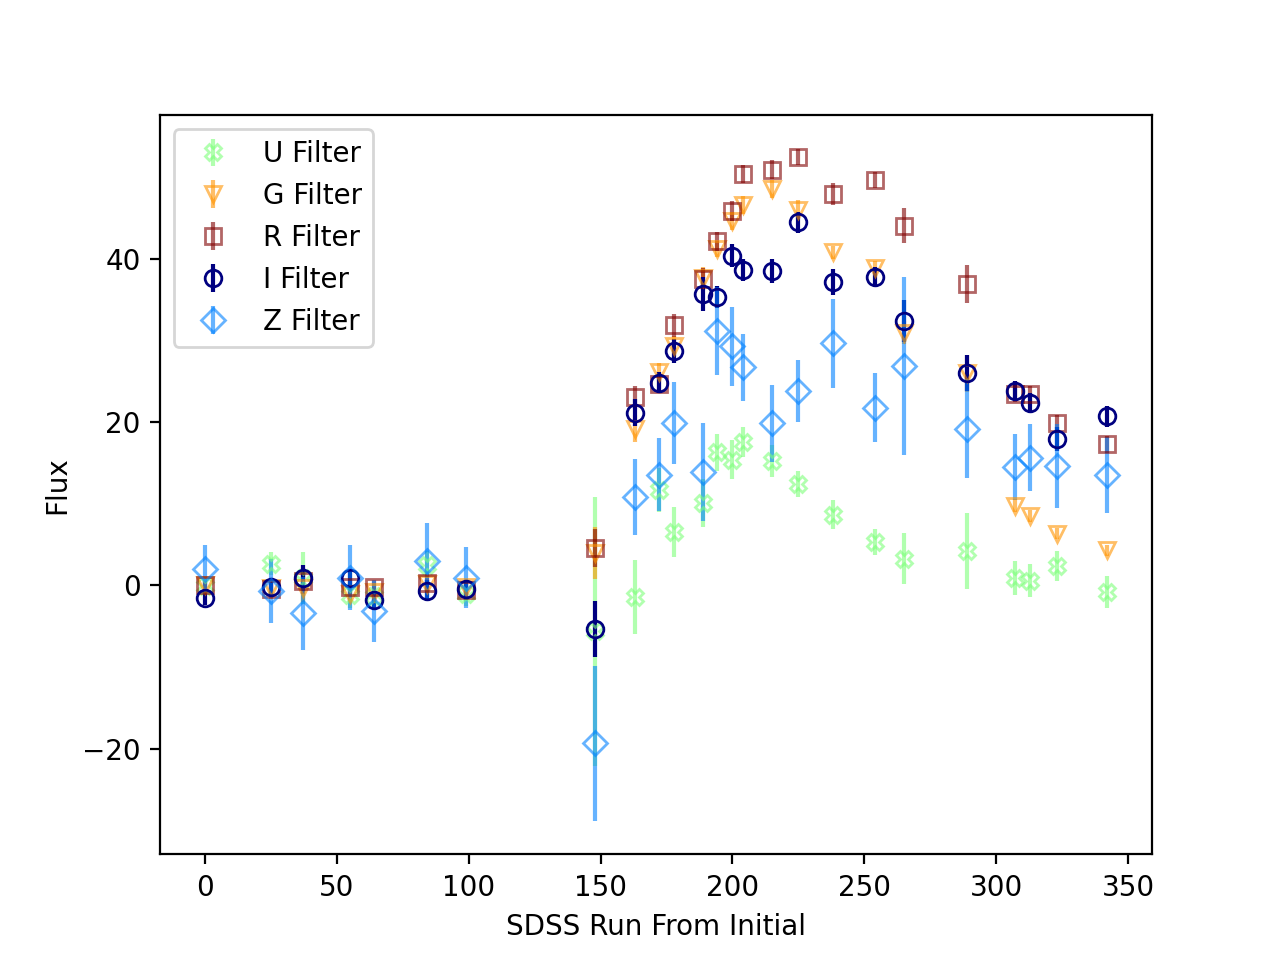 U Filter
G Filter
R Filter
I Filter
Z Filter
40
20
0
−20
Flux
0 50 100 150 200 250 300 350
SDSS Run From Initial